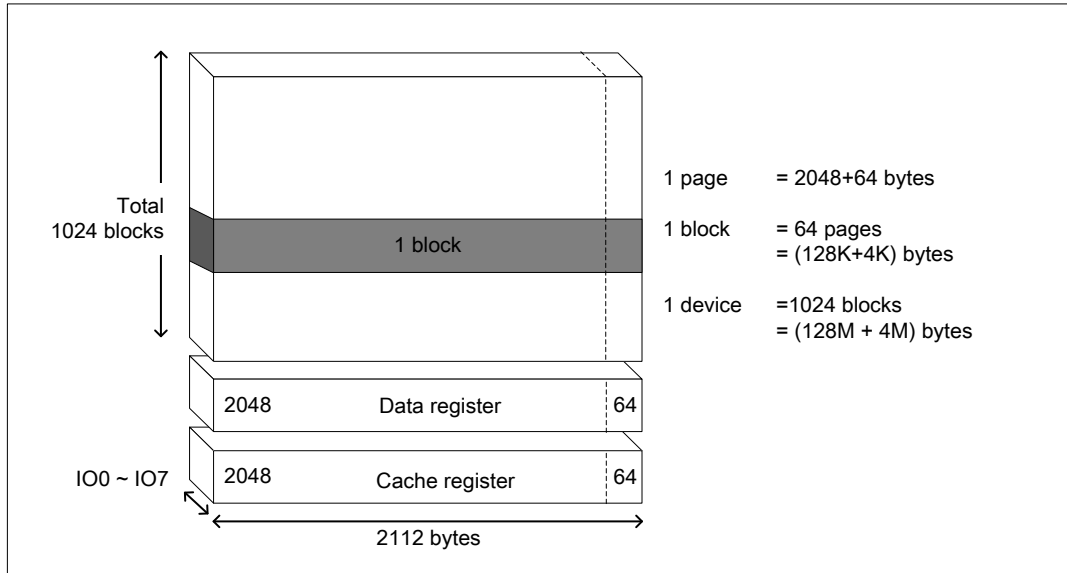 Total
1024 blocks
1 block
1 page = 2048+64 bytes
1 block = 64 pages
= (128K+4K) bytes
1 device =1024 blocks
= (128M + 4M) bytes
2048 Data register 64
2048 Cache register 64
IO0 ~ IO7
2112 bytes